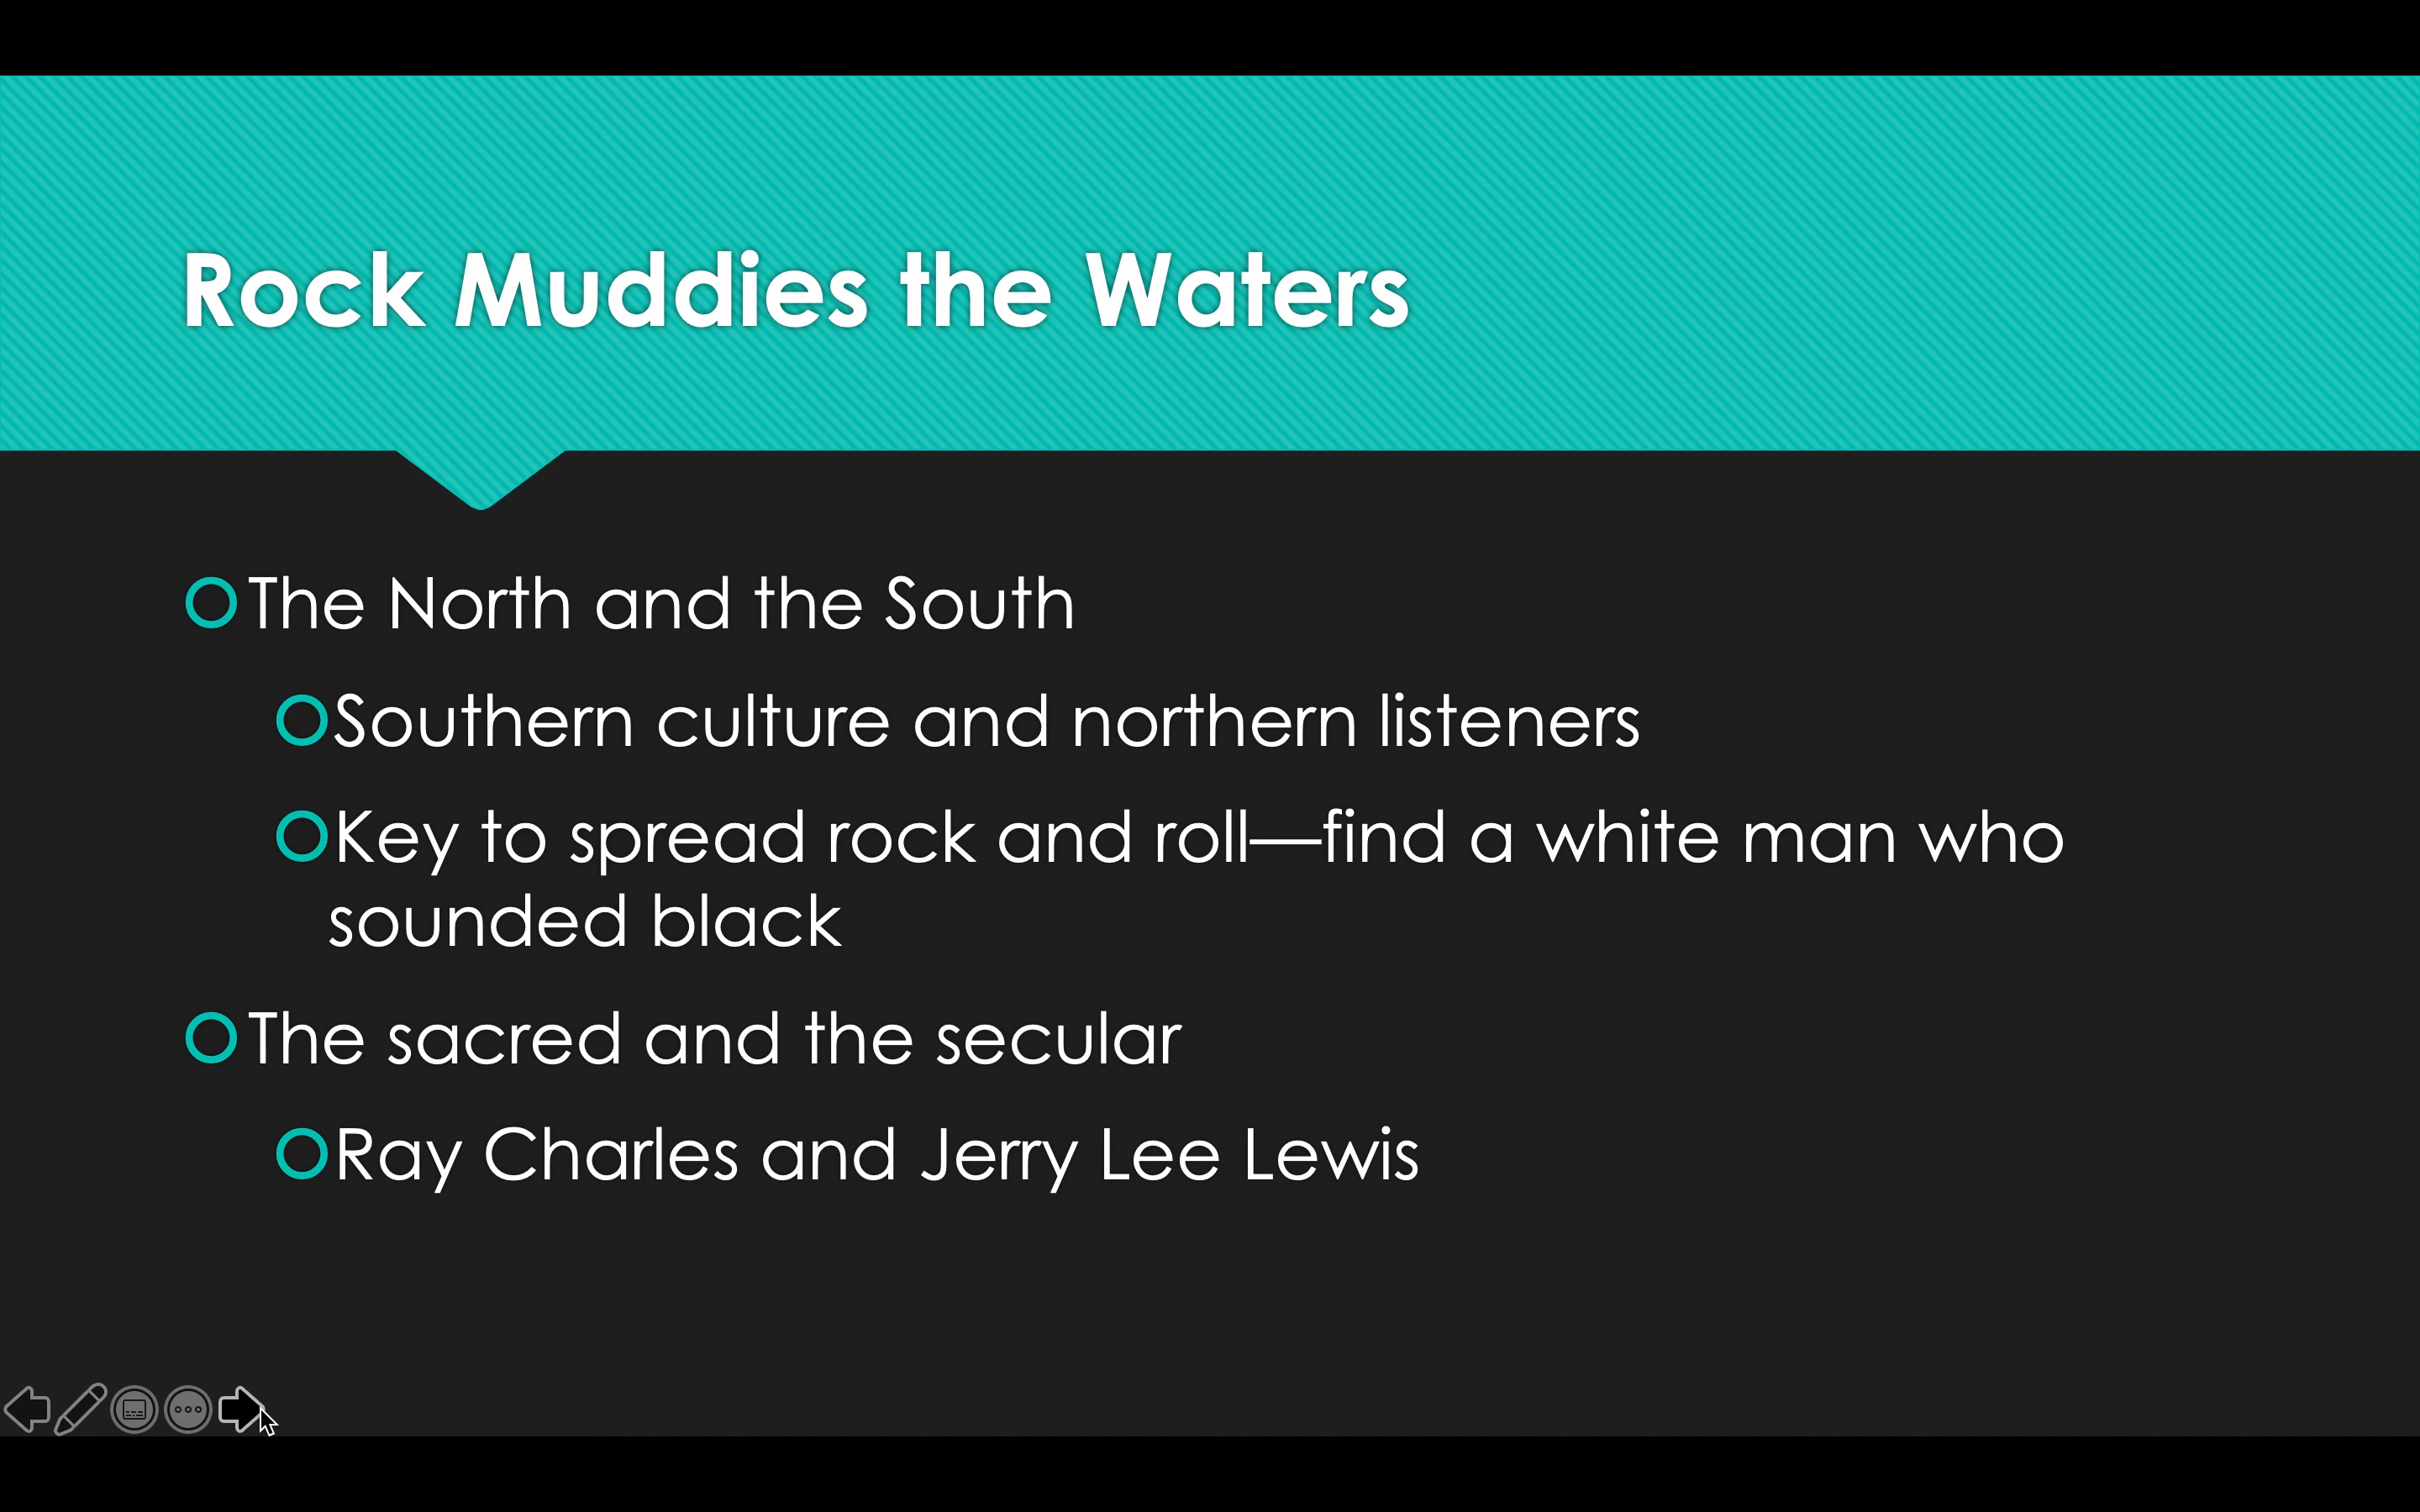 Rock Muddies the Waters
The North and the South
Southern culture and northern listeners
Key to spread rock and roll—find a white man who
sounded black
The sacred and the secular
Ray Charles and Jerry Lee Lewis